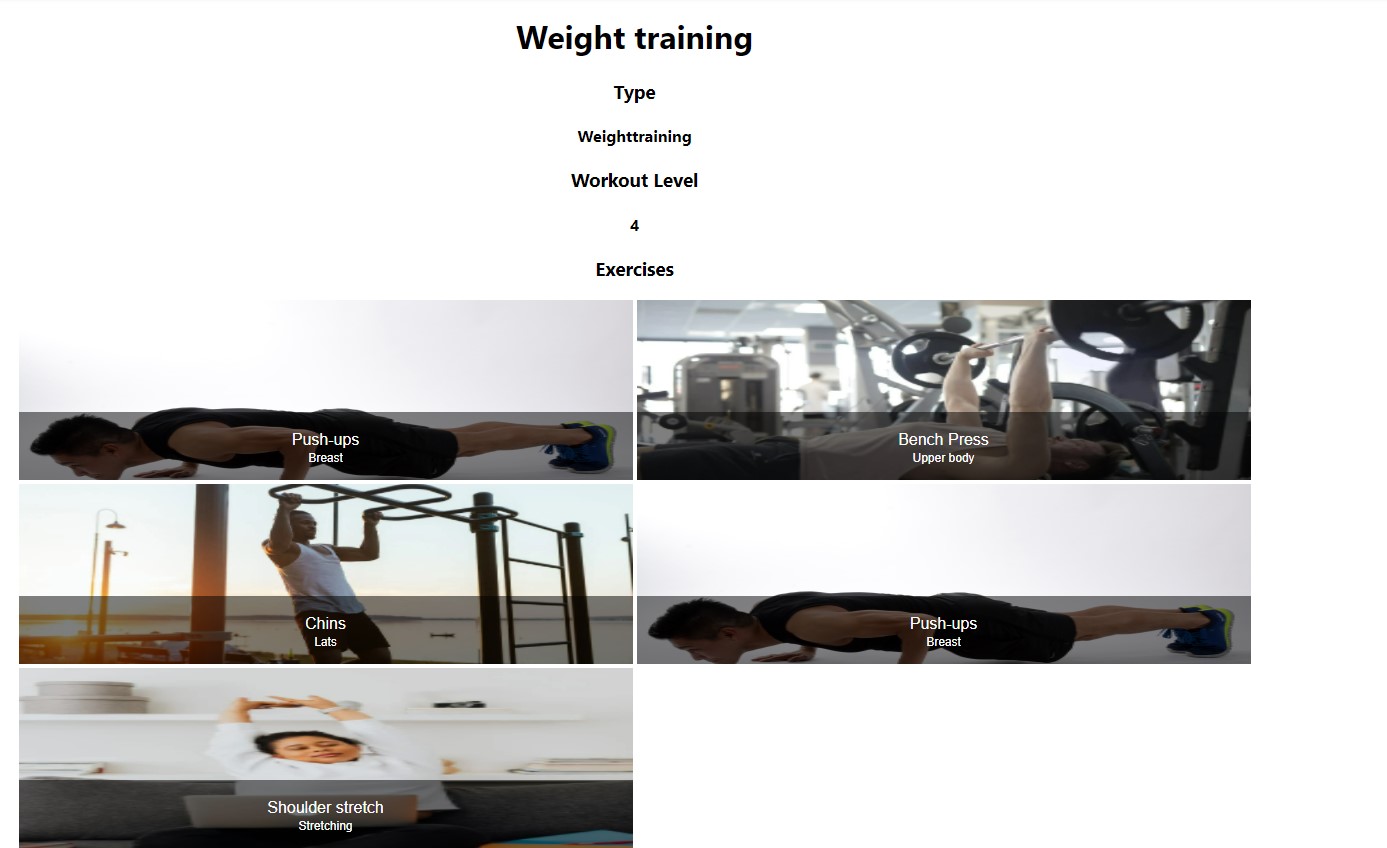 Weight training
Type
Weighttraining
Workout Level
4
Exercises
Push-ups
Breast
Bench Press
Upper body
Chins
Lats
Push-ups
Breast
Shoulder stretch
Stretching